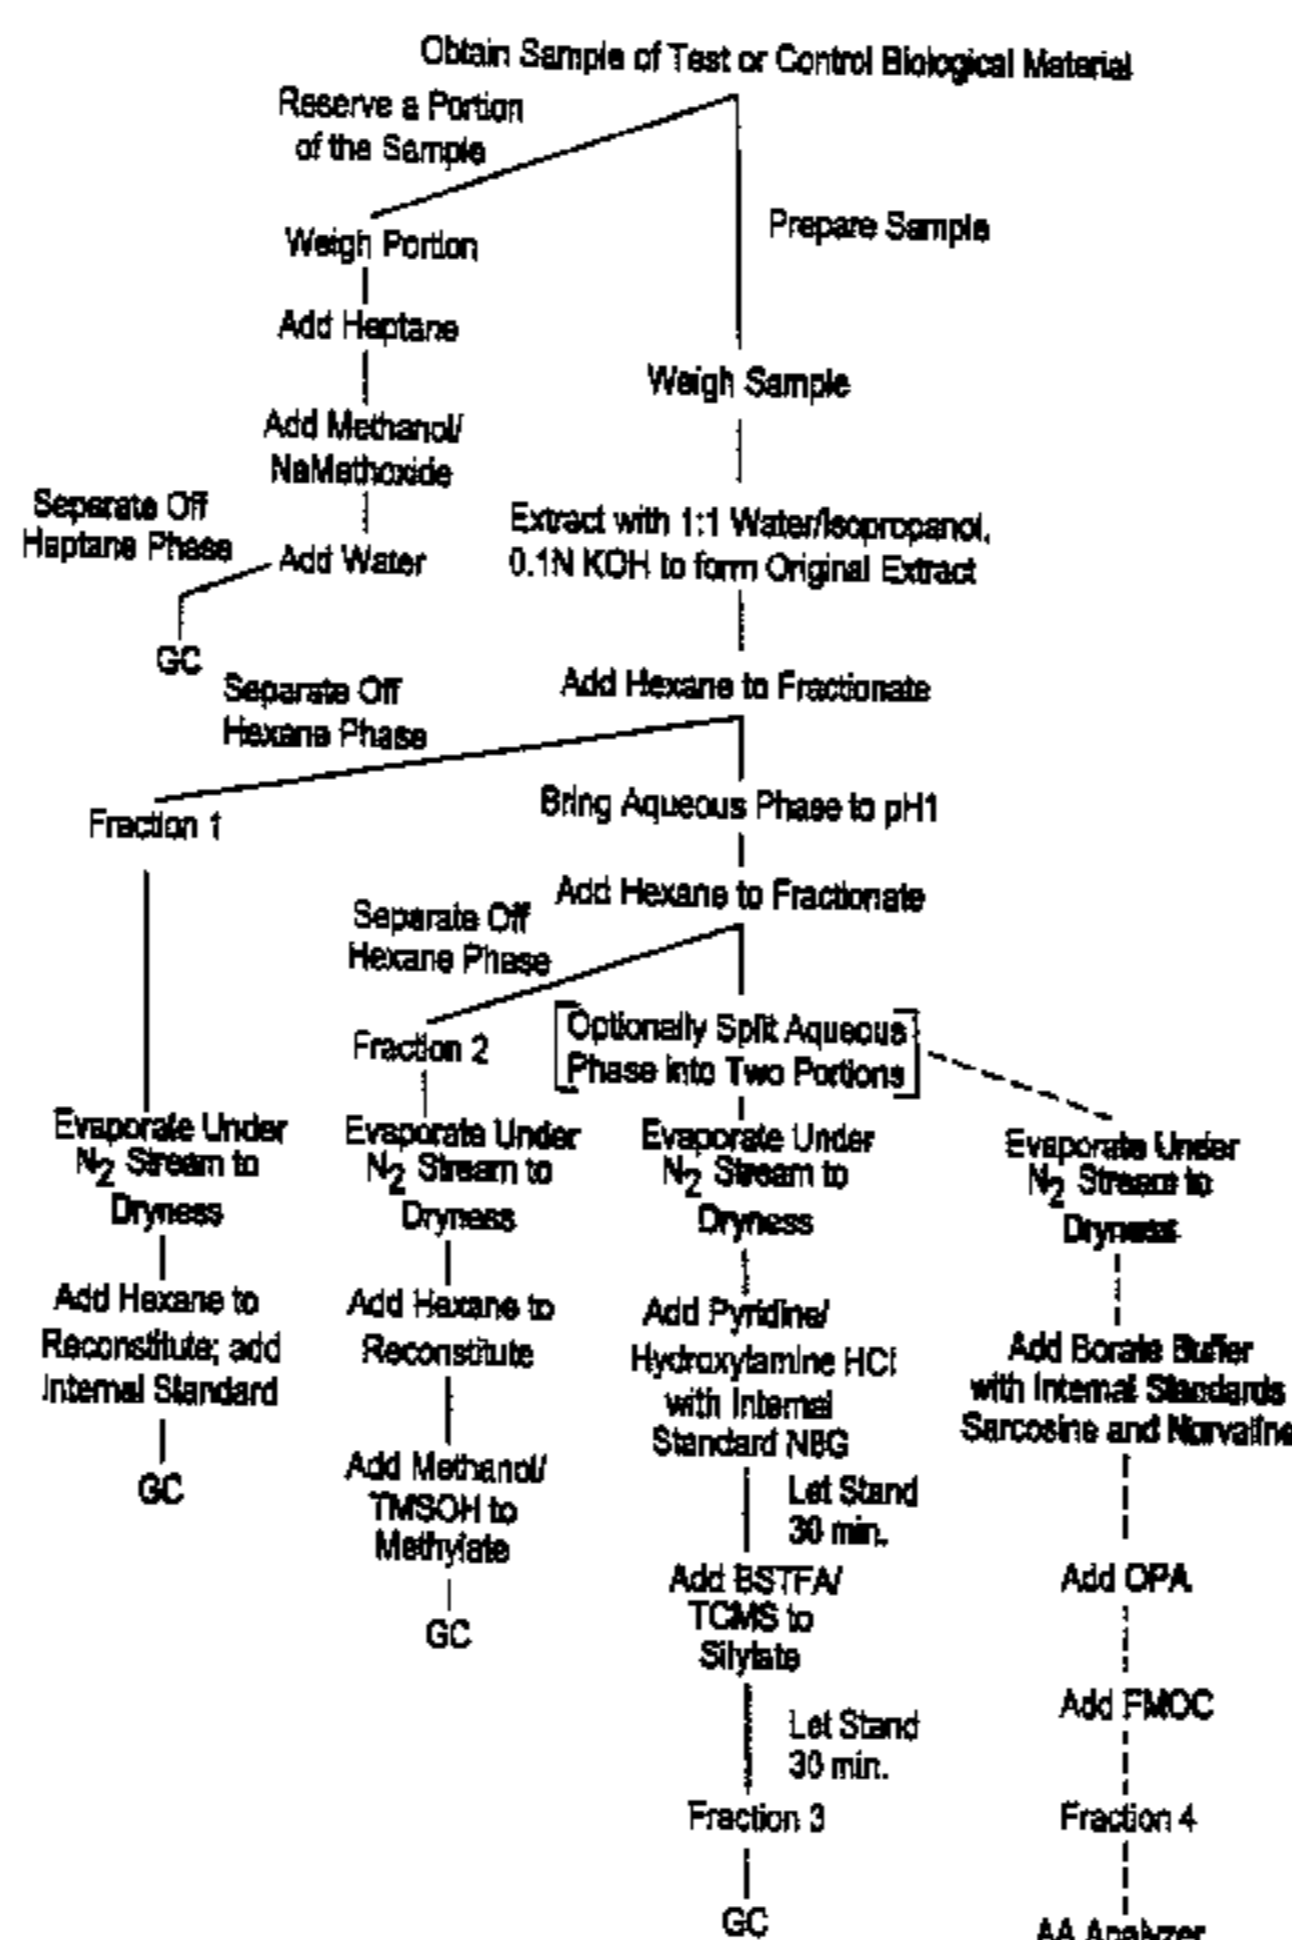 Obtain Sample of Test or Control Biological Material
Reserve a Portion
of the Sample
Prepare Sample
Weigh Portion
Add Heptane
Weigh Sample
Add Methanol/
NaMethoxide
Separate Off
Heptane Phase
Add Water
Extract with 1:1 Water/Isopropanol,
0.1N KOH to form Original Extract
GC
Separate Off
Hexane Phase
Add Hexane to Fractionate
Fraction 1
Bring Aqueous Phase to pH1
Add Hexane to Fractionate
Separate Off
Hexane Phase
Fraction 2
Optionally Split Aqueous
Phase into Two Portions
Evaporate Under
N2 Stream to
Dryness
Add Hexane to
Reconstitute; add
Internal Standard
GC
Evaporate Under
N2 Stream to
Dryness
Add Hexane to
Reconstitute
Add Methanol/
TMSOH to
Methylate
GC
Evaporate Under
N2 Stream to
Dryness
Add Pyridine/
Hydroxylamine HCl
with Internal
Standard NBG
Let Stand
30 min.
Add BSTFA/
TCMS to
Silylate
Let Stand
30 min.
Fraction 3
GC
Evaporate Under
N2 Stream to
Dryness
Add Borate Buffer
with Internal Standards
Sarcosine and Norvaline
Add OPA
Add FMOC
Fraction 4
AA Analyzer